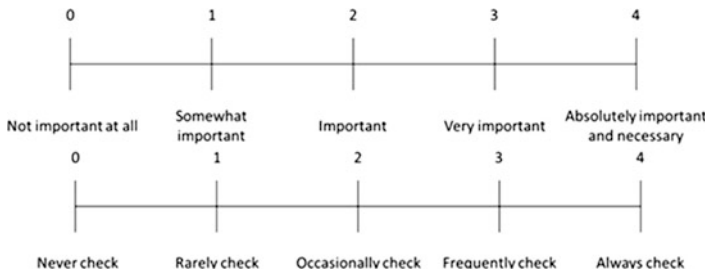 0 1 2 3 4
Not important at all Somewhat important Important Very important Absolutely important and necessary
0 1 2 3 4
Never check Rarely check Occasionally check Frequently check Always check